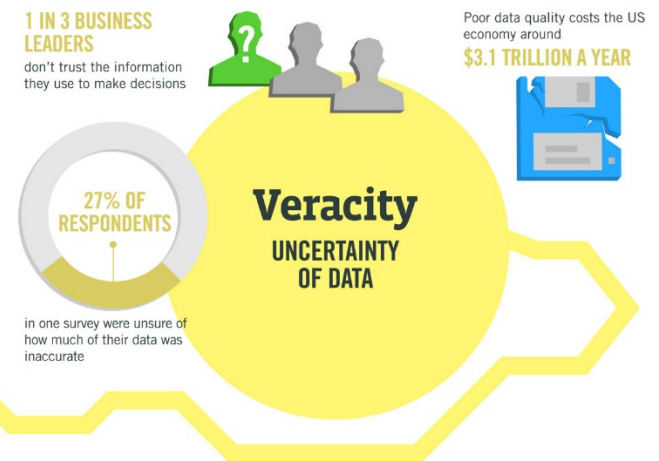 1 IN 3 BUSINESS
LEADERS
don't trust the information
they use to make decisions
?
Poor data quality costs the US
economy around
$3.1 TRILLION A YEAR
27% OF
RESPONDENTS
in one survey were unsure of
how much of their data was
inaccurate
Veracity
UNCERTAINTY
OF DATA